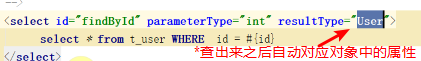 -->
<select id="findById" parameterType="int" resultType="User">
select * from t_user WHERE id = #{id}
*查出来之后自动对应对象中的属性
</select>